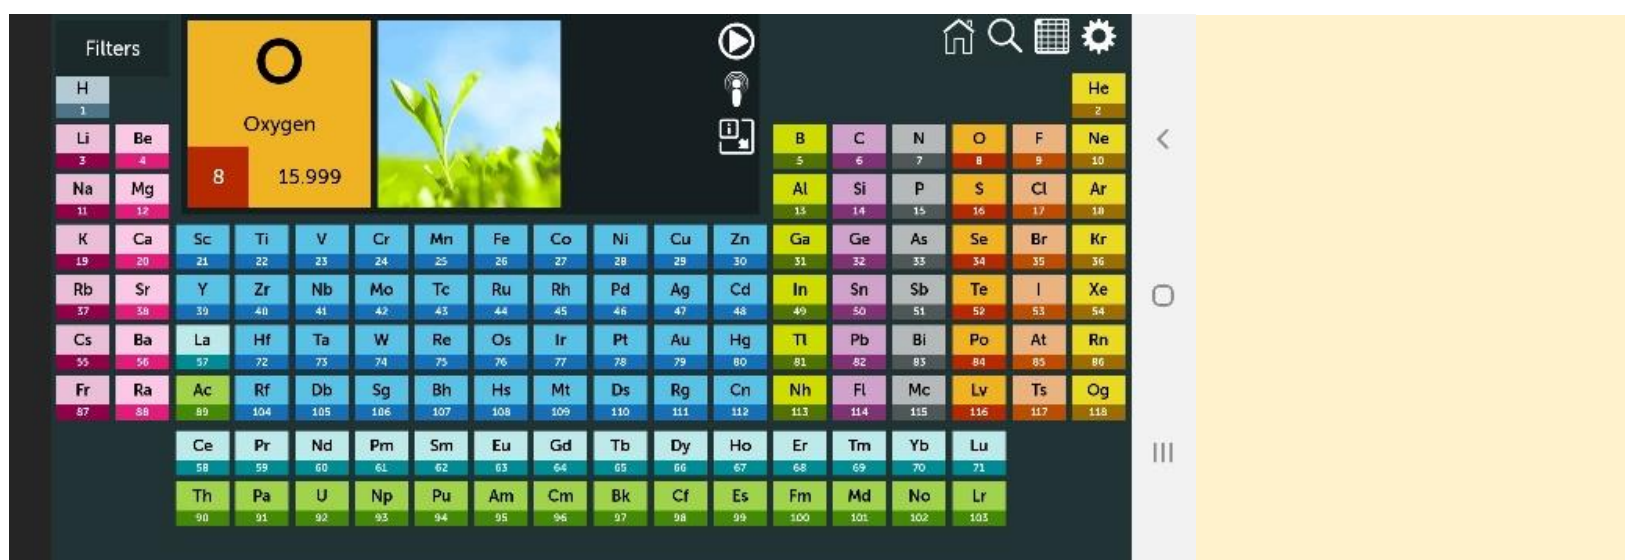 Filters
O
Oxygen
8 15.999
H He
1 2
Li Be B C N O F Ne
3 4 5 6 7 8 9 10
Na Mg Al Si P S Cl Ar
11 12 13 14 15 16 17 18
K Ca Sc Ti V Cr Mn Fe Co Ni Cu Zn Ga Ge As Se Br Kr
19 20 21 22 23 24 25 26 27 28 29 30 31 32 33 34 35 36
Rb Sr Y Zr Nb Mo Tc Ru Rh Pd Ag Cd In Sn Sb Te I Xe
37 38 39 40 41 42 43 44 45 46 47 48 49 50 51 52 53 54
Cs Ba La Hf Ta W Re Os Ir Pt Au Hg Tl Pb Bi Po At Rn
55 56 57 72 73 74 75 76 77 78 79 80 81 82 83 84 85 86
Fr Ra Ac Rf Db Sg Bh Hs Mt Ds Rg Cn Nh Fl Mc Lv Ts Og
87 88 89 104 105 106 107 108 109 110 111 112 113 114 115 116 117 118
Ce Pr Nd Pm Sm Eu Gd Tb Dy Ho Er Tm Yb Lu
58 59 60 61 62 63 64 65 66 67 68 69 70 71
Th Pa U Np Pu Am Cm Bk Cf Es Fm Md No Lr
90 91 92 93 94 95 96 97 98 99 100 101 102 103